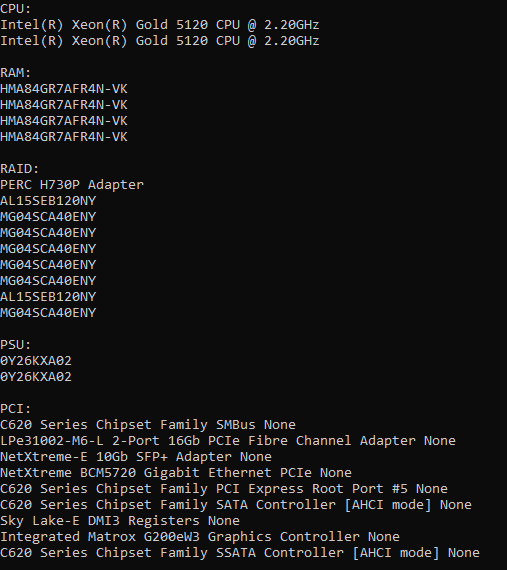 CPU:
Intel(R) Xeon(R) Gold 5120 CPU @ 2.20GHz
Intel(R) Xeon(R) Gold 5120 CPU @ 2.20GHz
RAM:
HMA84GR7AFR4N-VK
HMA84GR7AFR4N-VK
HMA84GR7AFR4N-VK
HMA84GR7AFR4N-VK
RAID:
PERC H730P Adapter
AL15SEB120NY
MG04SCA40ENY
MG04SCA40ENY
MG04SCA40ENY
MG04SCA40ENY
MG04SCA40ENY
AL15SEB120NY
MG04SCA40ENY
PSU:
0Y26KXA02
0Y26KXA02
PCI:
C620 Series Chipset Family SMBus None
LPe31002-M6-L 2-Port 16Gb PCIe Fibre Channel Adapter None
NetXtreme-E 10Gb SFP+ Adapter None
NetXtreme BCM5720 Gigabit Ethernet PCIe None
C620 Series Chipset Family PCI Express Root Port #5 None
C620 Series Chipset Family SATA Controller [AHCI mode] None
Sky Lake-E DMI3 Registers None
Integrated Matrox G200eW3 Graphics Controller None
C620 Series Chipset Family SSATA Controller [AHCI mode] None